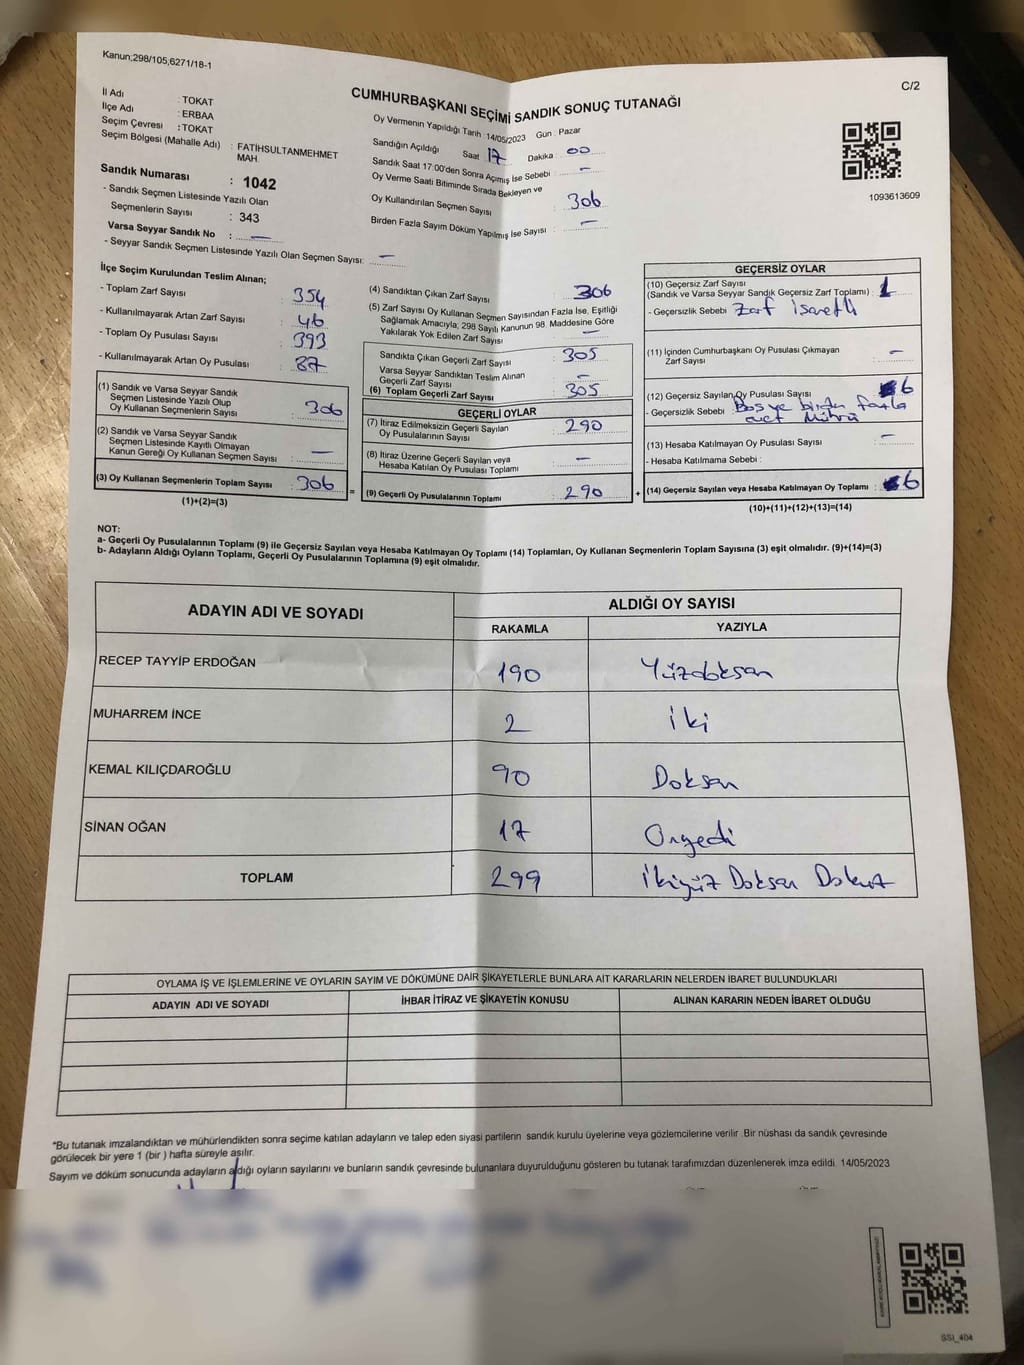 Kanun;298/105,6271/18-1
C/2
CUMHURBAŞKANI SEÇİMİ SANDIK SONUÇ TUTANAĞI
İl Adı : TOKAT
İlçe Adı : ERBAA
Seçim Çevresi : TOKAT
Seçim Bölgesi (Mahalle Adı) : FATİHSULTANMEHMET MAH.
Sandık Numarası : 1042
- Sandık Seçmen Listesinde Yazılı Olan
Seçmenlerin Sayısı : 343
Varsa Seyyar Sandık No : —
- Seyyar Sandık Seçmen Listesinde Yazılı Olan Seçmen Sayısı: —
Oy Vermenin Yapıldığı Tarih 14/05/2023 Gün : Pazar
Sandığın Açıldığı Saat 17 Dakika : 00
Sandık Saat 17:00'den Sonra Açımış İse Sebebi : —
Oy Verme Saati Bitiminde Sırada Bekleyen ve
Oy Kullandırılan Seçmen Sayısı : 306
Birden Fazla Sayım Döküm Yapılmış İse Sayısı : —
1093613609
İlçe Seçim Kurulundan Teslim Alınan;
- Toplam Zarf Sayısı : 354
- Kullanılmayarak Artan Zarf Sayısı : 46
- Toplam Oy Pusulası Sayısı : 393
- Kullanılmayarak Artan Oy Pusulası : 87
(1) Sandık ve Varsa Seyyar Sandık
Seçmen Listesinde Yazılı Olup
Oy Kullanan Seçmenlerin Sayısı : 306
(2) Sandık ve Varsa Seyyar Sandık
Seçmen Listesinde Kayıtlı Olmayan
Kanun Gereği Oy Kullanan Seçmen Sayısı : —
(3) Oy Kullanan Seçmenlerin Toplam Sayısı : 306
(1)+(2)=(3)
(4) Sandıktan Çıkan Zarf Sayısı : 306
(5) Zarf Sayısı Oy Kullanan Seçmen Sayısından Fazla İse, Eşitliği
Sağlamak Amacıyla; 298 Sayılı Kanunun 98. Maddesine Göre
Yakılarak Yok Edilen Zarf Sayısı : —
Sandıkta Çıkan Geçerli Zarf Sayısı : 305
Varsa Seyyar Sandıktan Teslim Alınan
Geçerli Zarf Sayısı : —
(6) Toplam Geçerli Zarf Sayısı : 305
GEÇERLİ OYLAR
(7) İtiraz Edilmeksizin Geçerli Sayılan
Oy Pusulalarının Sayısı : 290
(8) İtiraz Üzerine Geçerli Sayılan veya
Hesaba Katılan Oy Pusulası Toplamı : —
= (9) Geçerli Oy Pusulalarının Toplamı : 290 +
GEÇERSİZ OYLAR
(10) Geçersiz Zarf Sayısı
(Sandık ve Varsa Seyyar Sandık Geçersiz Zarf Toplamı) : 1
- Geçersizlik Sebebi : Zarf isaretli
(11) İçinden Cumhurbaşkanı Oy Pusulası Çıkmayan
Zarf Sayısı : —
(12) Geçersiz Sayılan Oy Pusulası Sayısı : 6
- Geçersizlik Sebebi : Bos ve birden fazla
evet Mührü
(13) Hesaba Katılmayan Oy Pusulası Sayısı : —
- Hesaba Katılmama Sebebi :
(14) Geçersiz Sayılan veya Hesaba Katılmayan Oy Toplamı : 6
(10)+(11)+(12)+(13)=(14)
NOT:
a- Geçerli Oy Pusulalarının Toplamı (9) ile Geçersiz Sayılan veya Hesaba Katılmayan Oy Toplamı (14) Toplamları, Oy Kullanan Seçmenlerin Toplam Sayısına (3) eşit olmalıdır. (9)+(14)=(3)
b- Adayların Aldığı Oyların Toplamı, Geçerli Oy Pusulalarının Toplamına (9) eşit olmalıdır.
ADAYIN ADI VE SOYADI
ALDIĞI OY SAYISI
RAKAMLA YAZIYLA
RECEP TAYYİP ERDOĞAN 190 Yüzdoksan
MUHARREM İNCE 2 iki
KEMAL KILIÇDAROĞLU 90 Doksan
SİNAN OĞAN 17 Onyedi
TOPLAM 299 ikiyüz Doksan Dokuz
OYLAMA İŞ VE İŞLEMLERİNE VE OYLARIN SAYIM VE DÖKÜMÜNE DAİR ŞİKAYETLERLE BUNLARA AİT KARARLARIN NELERDEN İBARET BULUNDUKLARI
ADAYIN ADI VE SOYADI İHBAR İTİRAZ VE ŞİKAYETİN KONUSU ALINAN KARARIN NEDEN İBARET OLDUĞU
*Bu tutanak imzalandıktan ve mühürlendikten sonra seçime katılan adayların ve talep eden siyasi partilerin sandık kurulu üyelerine veya gözlemcilerine verilir .Bir nüshası da sandık çevresinde
görülecek bir yere 1 (bir ) hafta süreyle asılır.
Sayım ve döküm sonucunda adayların aldığı oyların sayılarını ve bunların sandık çevresinde bulunanlara duyurulduğunu gösteren bu tutanak tarafımızdan düzenlenerek imza edildi. 14/05/2023
SSI_404